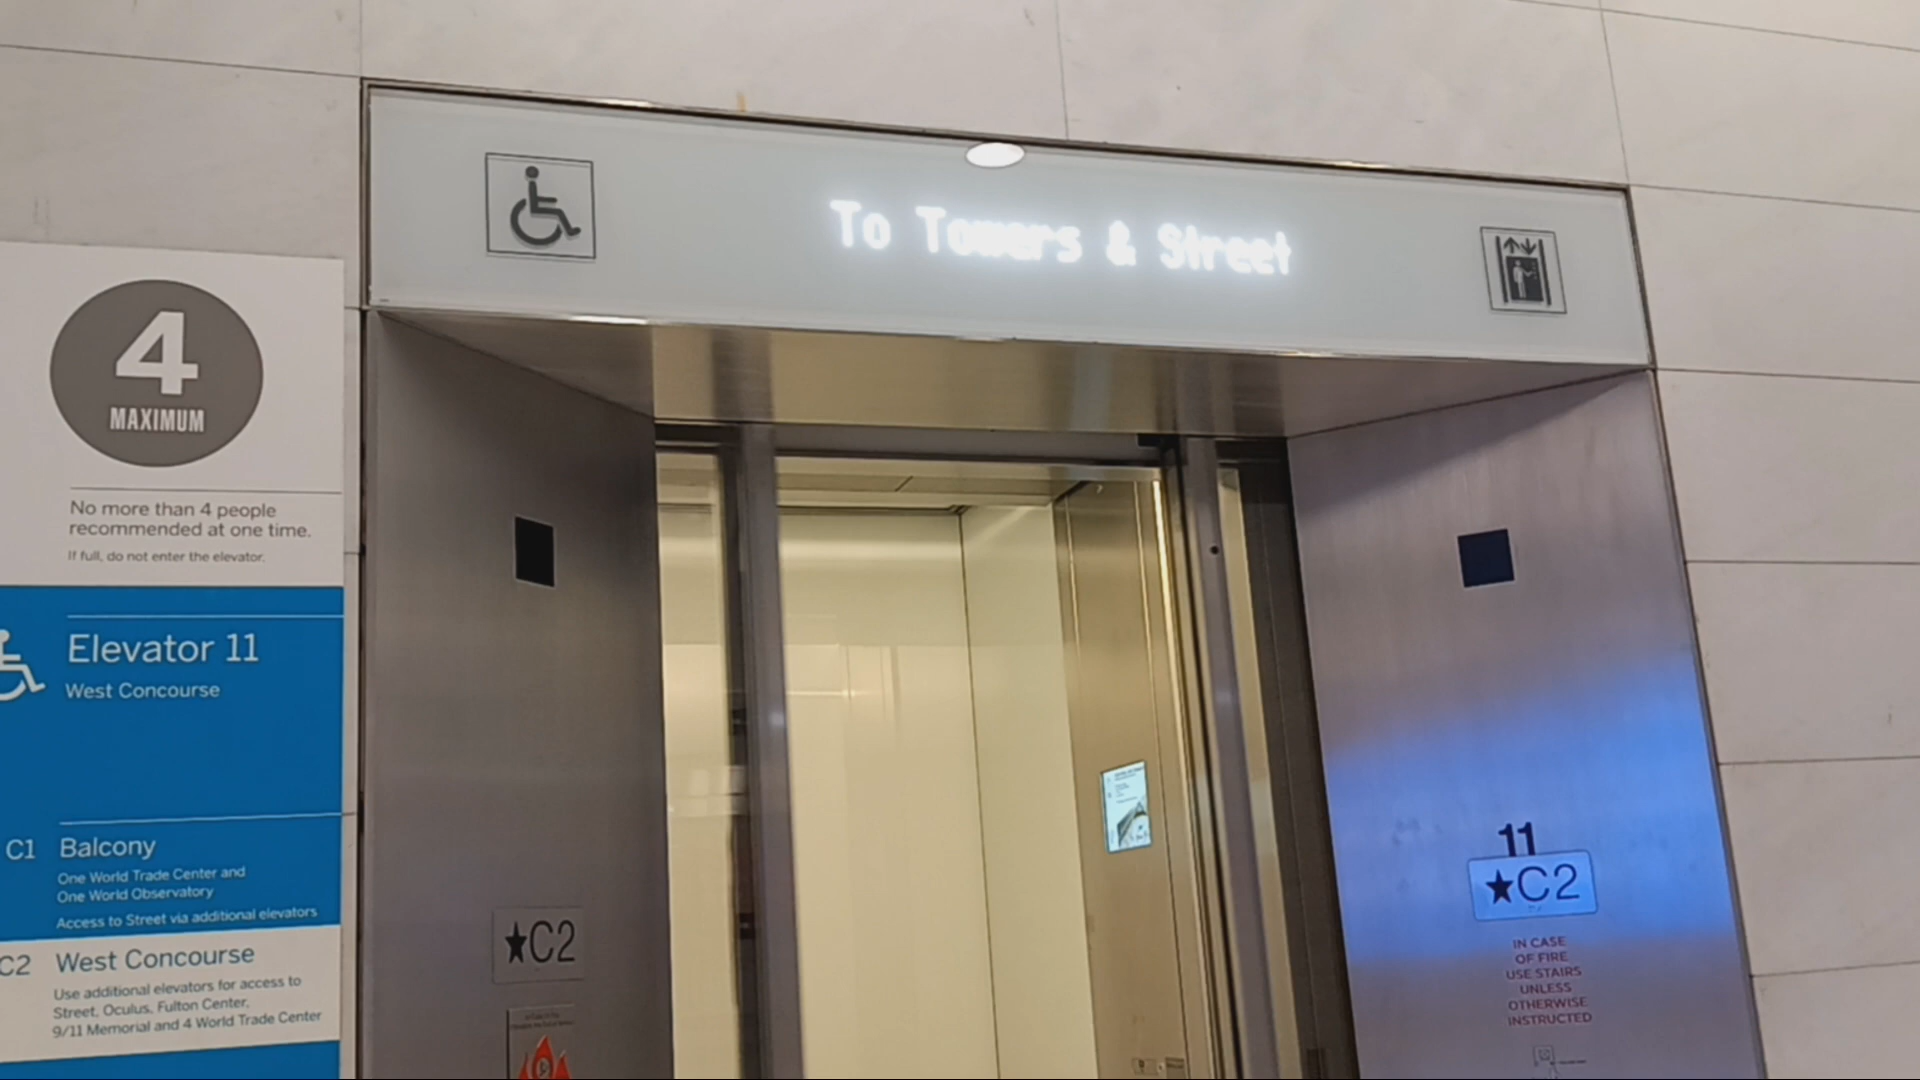 To Towers & Street
4
MAXIMUM
No more than 4 people
recommended at one time.
If full, do not enter the elevator.
Elevator 11
West Concourse
C1 Balcony
One World Trade Center and
One World Observatory
Access to Street via additional elevators
C2 West Concourse
Use additional elevators for access to
Street, Oculus, Fulton Center,
9/11 Memorial and 4 World Trade Center
★C2
11
★C2
IN CASE
OF FIRE
USE STAIRS
UNLESS
OTHERWISE
INSTRUCTED